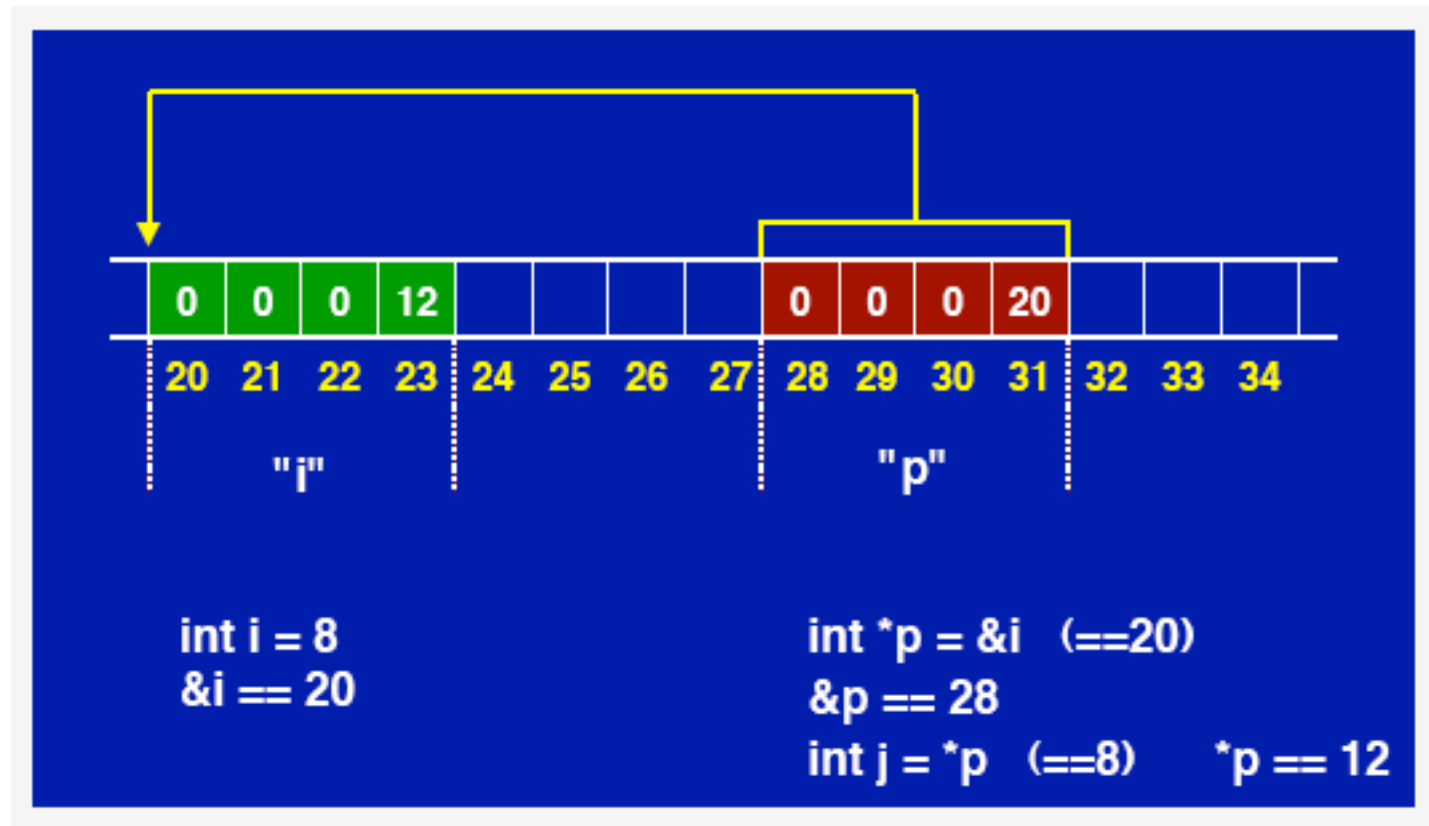 0 0 0 12 0 0 0 20
20 21 22 23 24 25 26 27 28 29 30 31 32 33 34
"i" "p"
int i = 8
&i == 20
int *p = &i (==20)
&p == 28
int j = *p (==8) *p == 12